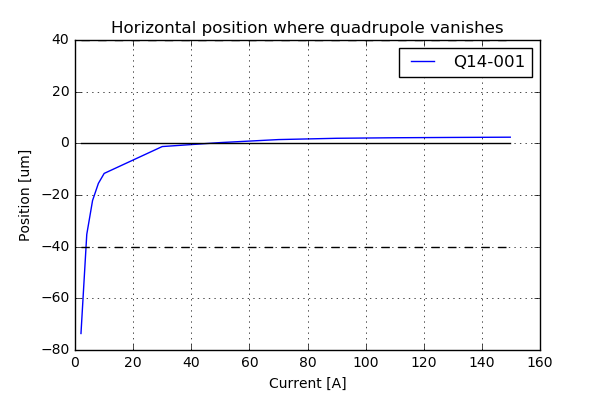 Horizontal position where quadrupole vanishes
Q14-001
40
20
0
−20
−40
−60
−80
Position [um]
0 20 40 60 80 100 120 140 160
Current [A]